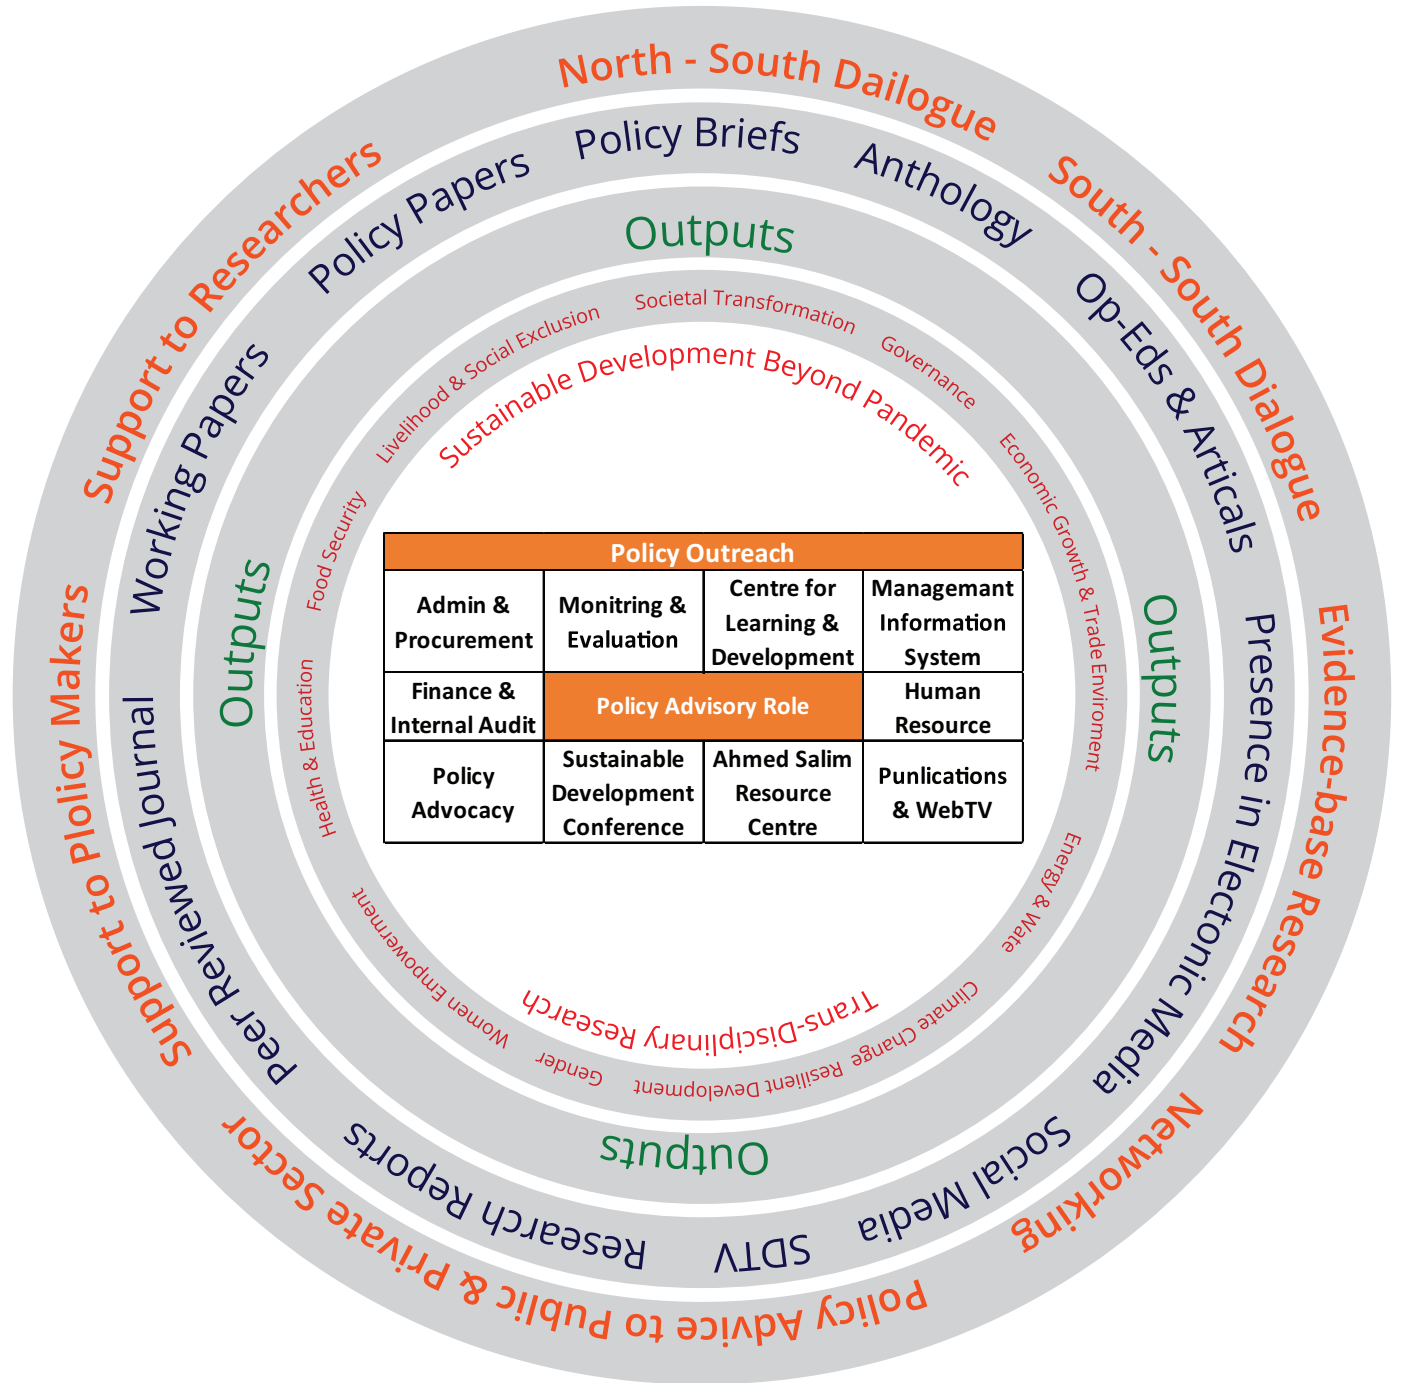 North - South Dailogue
South - South Dialogue
Evidence-base Research
Networking
Policy Advice to Public & Private Sector
Support to Plolicy Makers
Support to Researchers
Policy Briefs
Anthology
Op-Eds & Articals
Presence in Electonic Media
Social Media
SDTV
Research Reports
Peer Reviewed Journal
Working Papers
Policy Papers
Outputs
Outputs
Outputs
Outputs
Societal Transformation
Governance
Economic Growth & Trade Enviroment
Energy & Wate
Climate Change Resilient Development
Gender
Women Empowerment
Health & Education
Food Security
Livelihood & Social Exclusion
Sustainable Development Beyond Pandemic
Policy Outreach
Admin &
Procurement
Monitring &
Evaluation
Centre for
Learning &
Development
Managemant
Information
System
Finance &
Internal Audit
Policy Advisory Role
Human
Resource
Policy
Advocacy
Sustainable
Development
Conference
Ahmed Salim
Resource
Centre
Punlications
& WebTV
Trans-Disciplinary Research